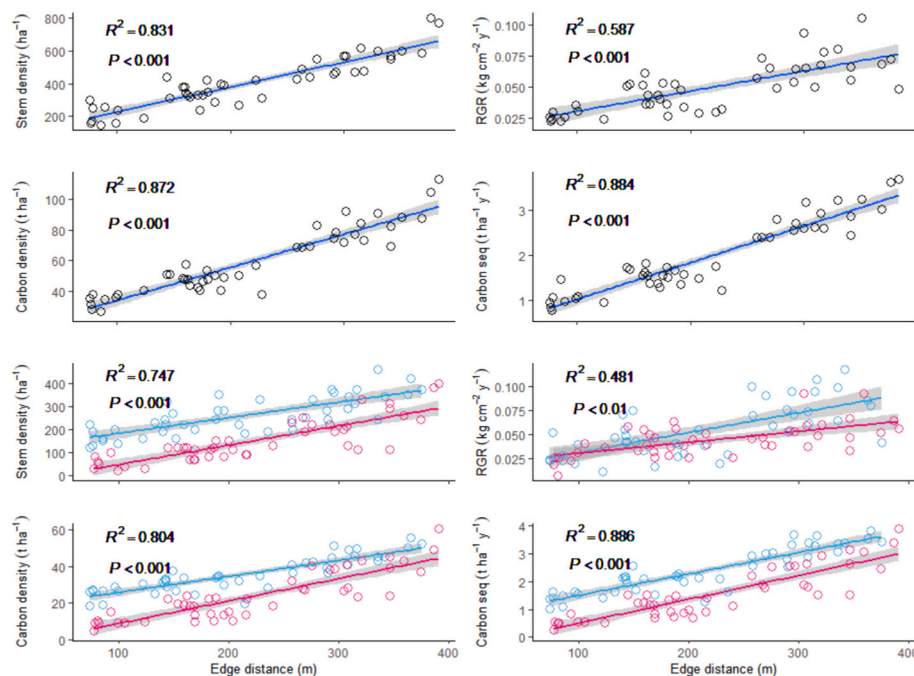 Stem density (ha⁻¹)
800
600
400
200
R² = 0.831
P < 0.001
RGR (kg cm⁻² y⁻¹)
0.100
0.075
0.050
0.025
R² = 0.587
P < 0.001
Carbon density (t ha⁻¹)
100
80
60
40
R² = 0.872
P < 0.001
Carbon seq (t ha⁻¹ y⁻¹)
3
2
1
R² = 0.884
P < 0.001
Stem density (ha⁻¹)
400
300
200
100
0
R² = 0.747
P < 0.001
RGR (kg cm⁻² y⁻¹)
0.100
0.075
0.050
0.025
R² = 0.481
P < 0.01
Carbon density (t ha⁻¹)
60
40
20
0
R² = 0.804
P < 0.001
100 200 300 400
Edge distance (m)
Carbon seq (t ha⁻¹ y⁻¹)
4
3
2
1
0
R² = 0.886
P < 0.001
100 200 300 400
Edge distance (m)